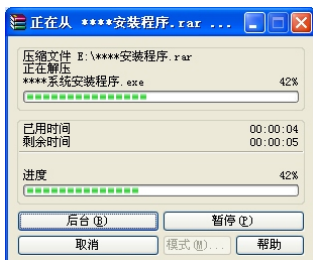 正在从 ****安装程序.rar ...
压缩文件 E:\****安装程序.rar
正在解压
****系统安装程序.exe 42%
已用时间 00:00:04
剩余时间 00:00:05
进度 42%
后台(B) 暂停(P)
取消 模式(M)... 帮助